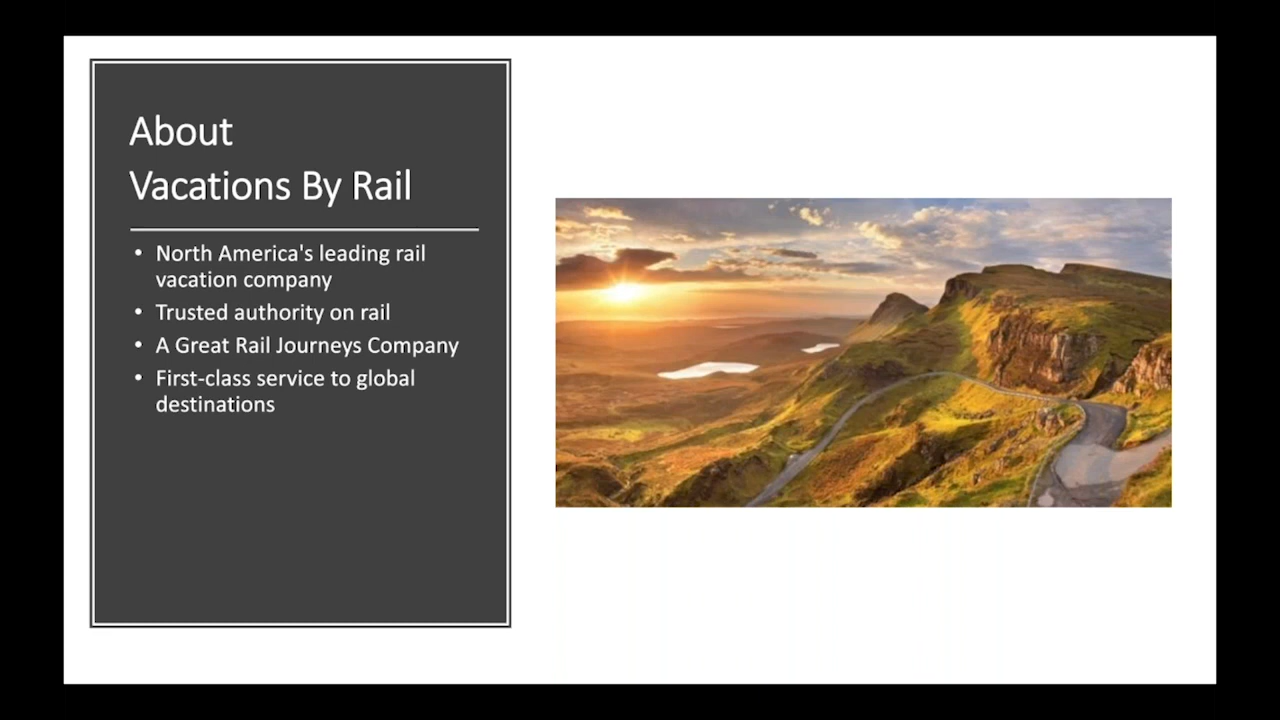 About
Vacations By Rail
• North America's leading rail
vacation company
• Trusted authority on rail
• A Great Rail Journeys Company
• First-class service to global
destinations